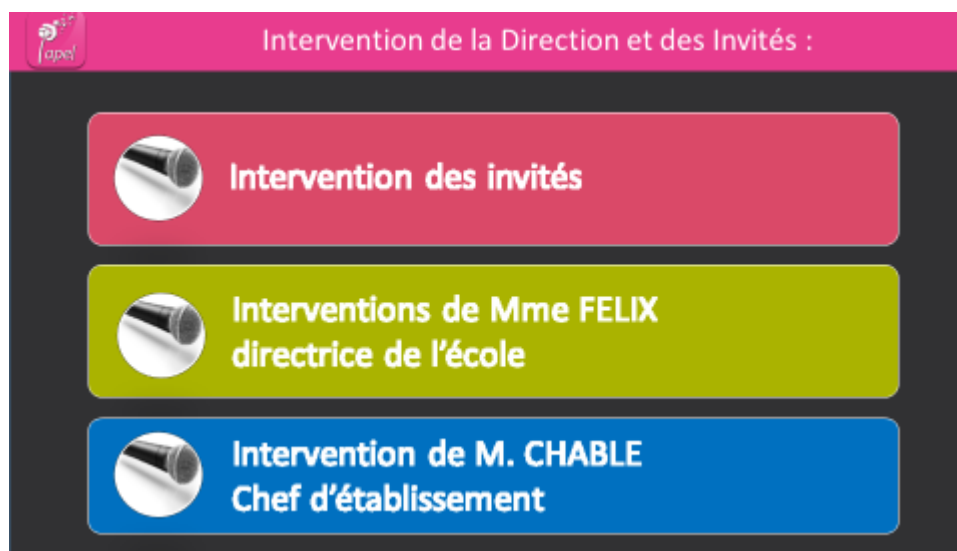 apel
Intervention de la Direction et des Invités :
Intervention des invités
Interventions de Mme FELIX
directrice de l’école
Intervention de M. CHABLE
Chef d’établissement